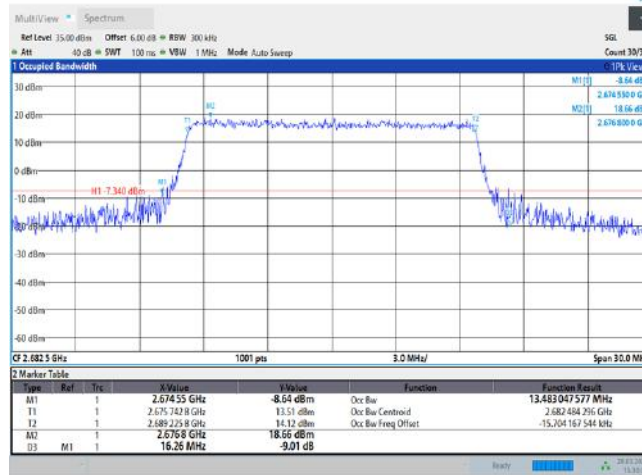 MultiView Spectrum
Ref Level 35.00 dBm Offset 6.00 dB RBW 300 kHz SGL
Att 40 dB SWT 100 ms VBW 1 MHz Mode Auto Sweep Count 30/3
1 Occupied Bandwidth 1Pk View
M1[1] -8.64 dB
2.674 550 0 G
M2[1] 18.66 dB
2.676 800 0 G
30 dBm
20 dBm
10 dBm
0 dBm
-10 dBm
-20 dBm
-30 dBm
-40 dBm
-50 dBm
-60 dBm
T1
M2
T2
M1
H1 -7.340 dBm
CF 2.682 5 GHz 1001 pts 3.0 MHz/ Span 30.0 M
2 Marker Table
Type Ref Trc X-Value Y-Value Function Function Result
M1 1 2.674 55 GHz -8.64 dBm Occ Bw 13.483 047 577 MHz
T1 1 2.675 742 8 GHz 13.51 dBm Occ Bw Centroid 2.682 484 296 GHz
T2 1 2.689 225 8 GHz 14.12 dBm Occ Bw Freq Offset -15.704 167 544 kHz
M2 1 2.676 8 GHz 18.66 dBm
D3 M1 1 16.26 MHz -9.01 dB
Ready